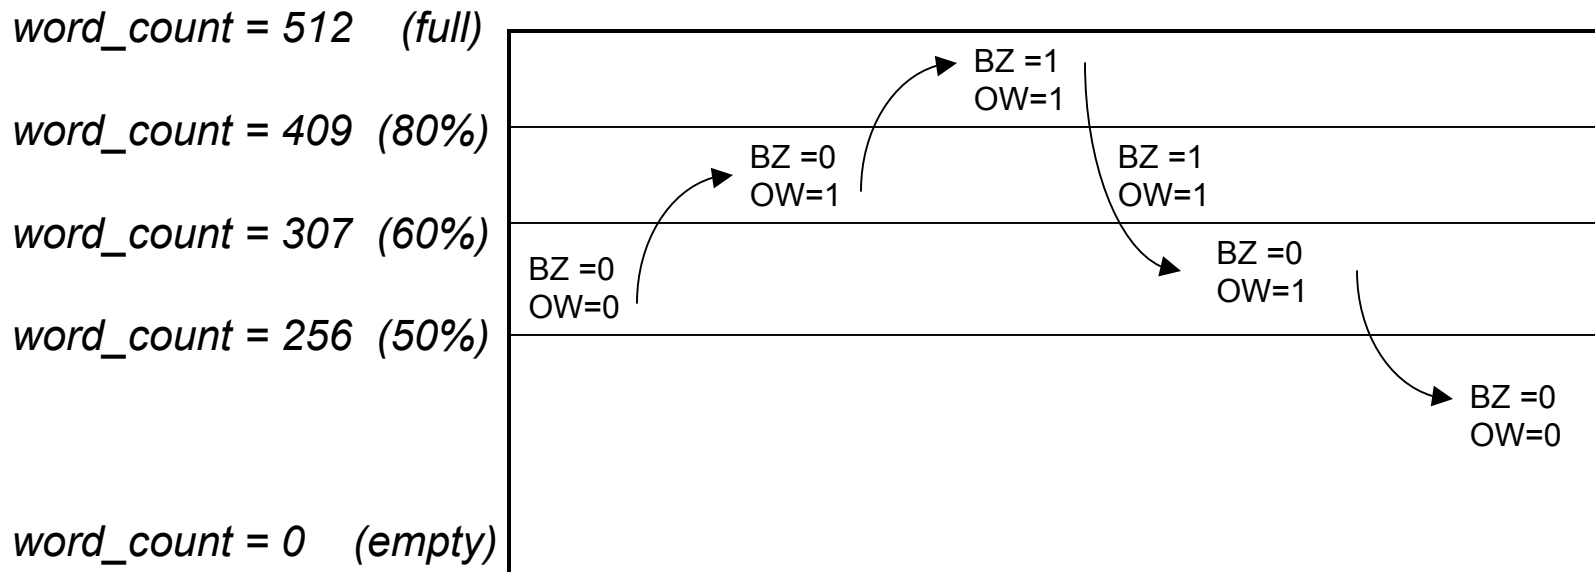 word_count = 512 (full)
word_count = 409 (80%)
word_count = 307 (60%)
word_count = 256 (50%)
word_count = 0 (empty)
BZ =0
OW=0
BZ =0
OW=1
BZ =1
OW=1
BZ =1
OW=1
BZ =0
OW=1
BZ =0
OW=0